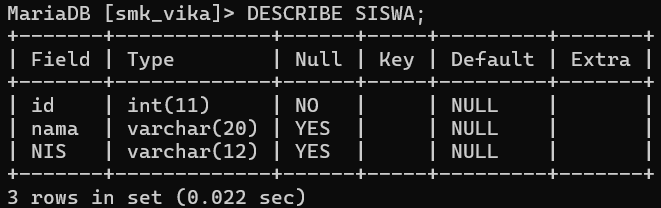 MariaDB [smk_vika]> DESCRIBE SISWA;
+-------+-------------+------+-----+---------+-------+
| Field | Type        | Null | Key | Default | Extra |
+-------+-------------+------+-----+---------+-------+
| id    | int(11)     | NO   |     | NULL    |       |
| nama  | varchar(20) | YES  |     | NULL    |       |
| NIS   | varchar(12) | YES  |     | NULL    |       |
+-------+-------------+------+-----+---------+-------+
3 rows in set (0.022 sec)